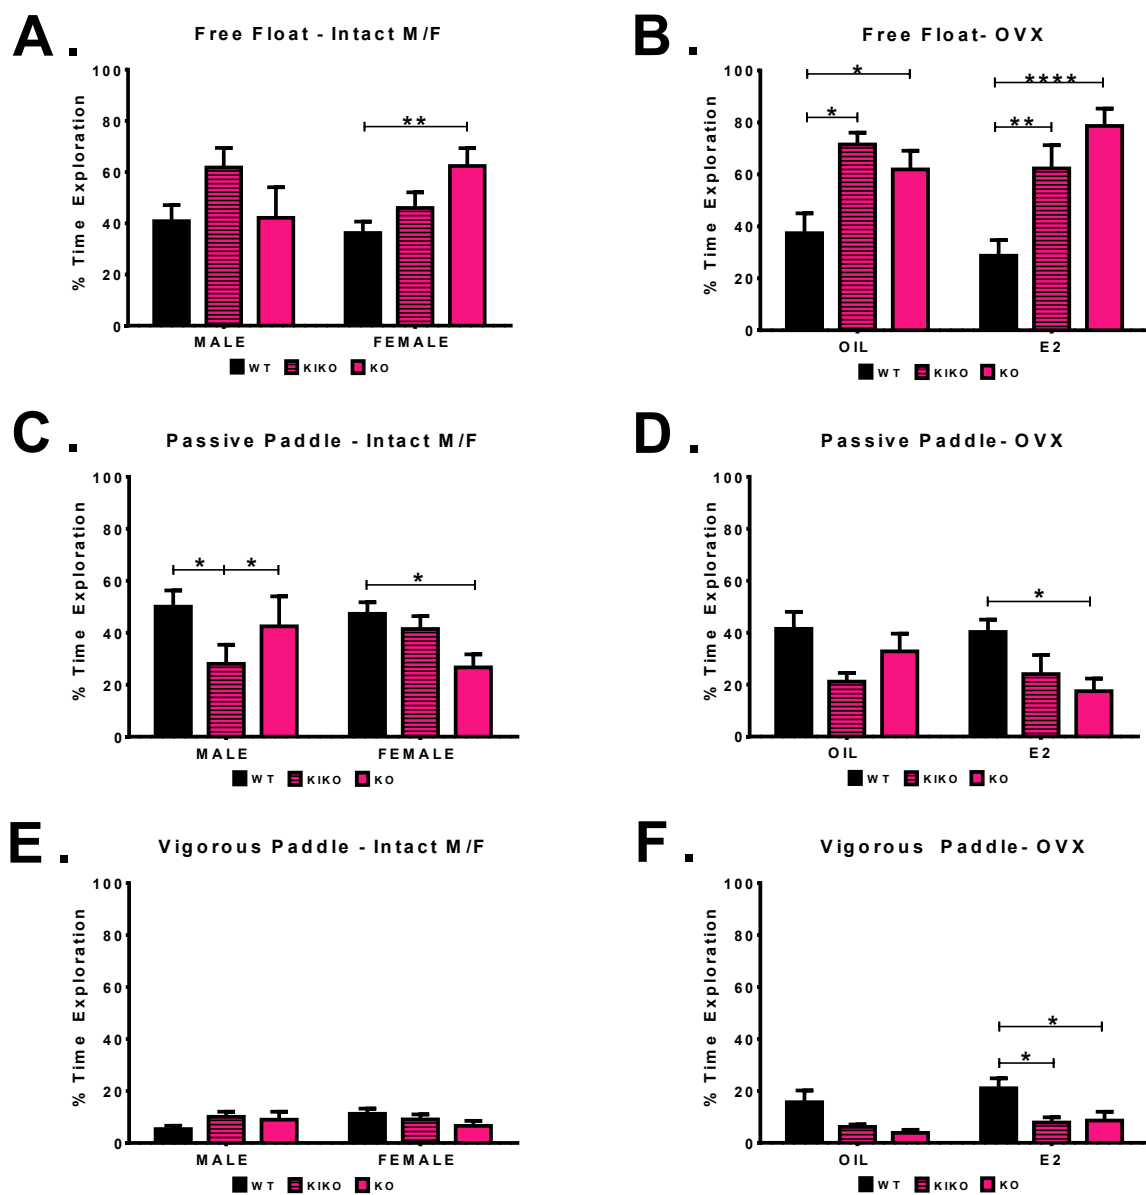 A .
Free Float - Intact M/F
% Time Exploration
100
80
60
40
20
0
**
MALE
FEMALE
WT KIKO KO
B .
Free Float- OVX
% Time Exploration
100
80
60
40
20
0
*
*
****
**
OIL
E2
WT KIKO KO
C .
Passive Paddle - Intact M/F
% Time Exploration
100
80
60
40
20
0
* *
*
MALE
FEMALE
WT KIKO KO
D .
Passive Paddle- OVX
% Time Exploration
100
80
60
40
20
0
*
OIL
E2
WT KIKO KO
E .
Vigorous Paddle - Intact M/F
% Time Exploration
100
80
60
40
20
0
MALE
FEMALE
WT KIKO KO
F .
Vigorous Paddle- OVX
% Time Exploration
100
80
60
40
20
0
*
*
OIL
E2
WT KIKO KO